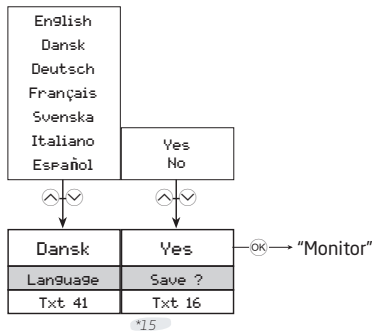 English
Dansk
Deutsch
Français
Svenska
Italiano
Español
Yes
No
Dansk
Yes
OK
"Monitor"
Language
Save ?
Txt 41
Txt 16
*15